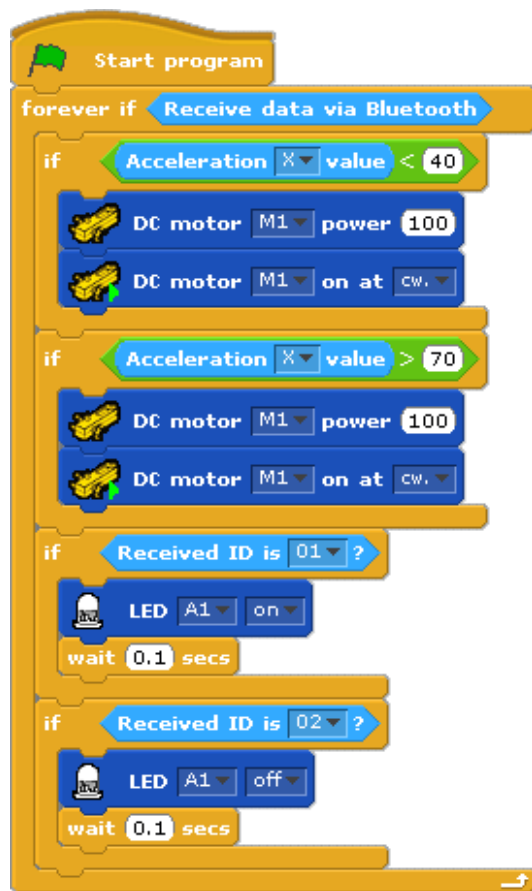 Start program
forever if Receive data via Bluetooth
if Acceleration X value < 40
DC motor M1 power 100
DC motor M1 on at cw.
if Acceleration X value > 70
DC motor M1 power 100
DC motor M1 on at cw.
if Received ID is 01 ?
LED A1 on
wait 0.1 secs
if Received ID is 02 ?
LED A1 off
wait 0.1 secs